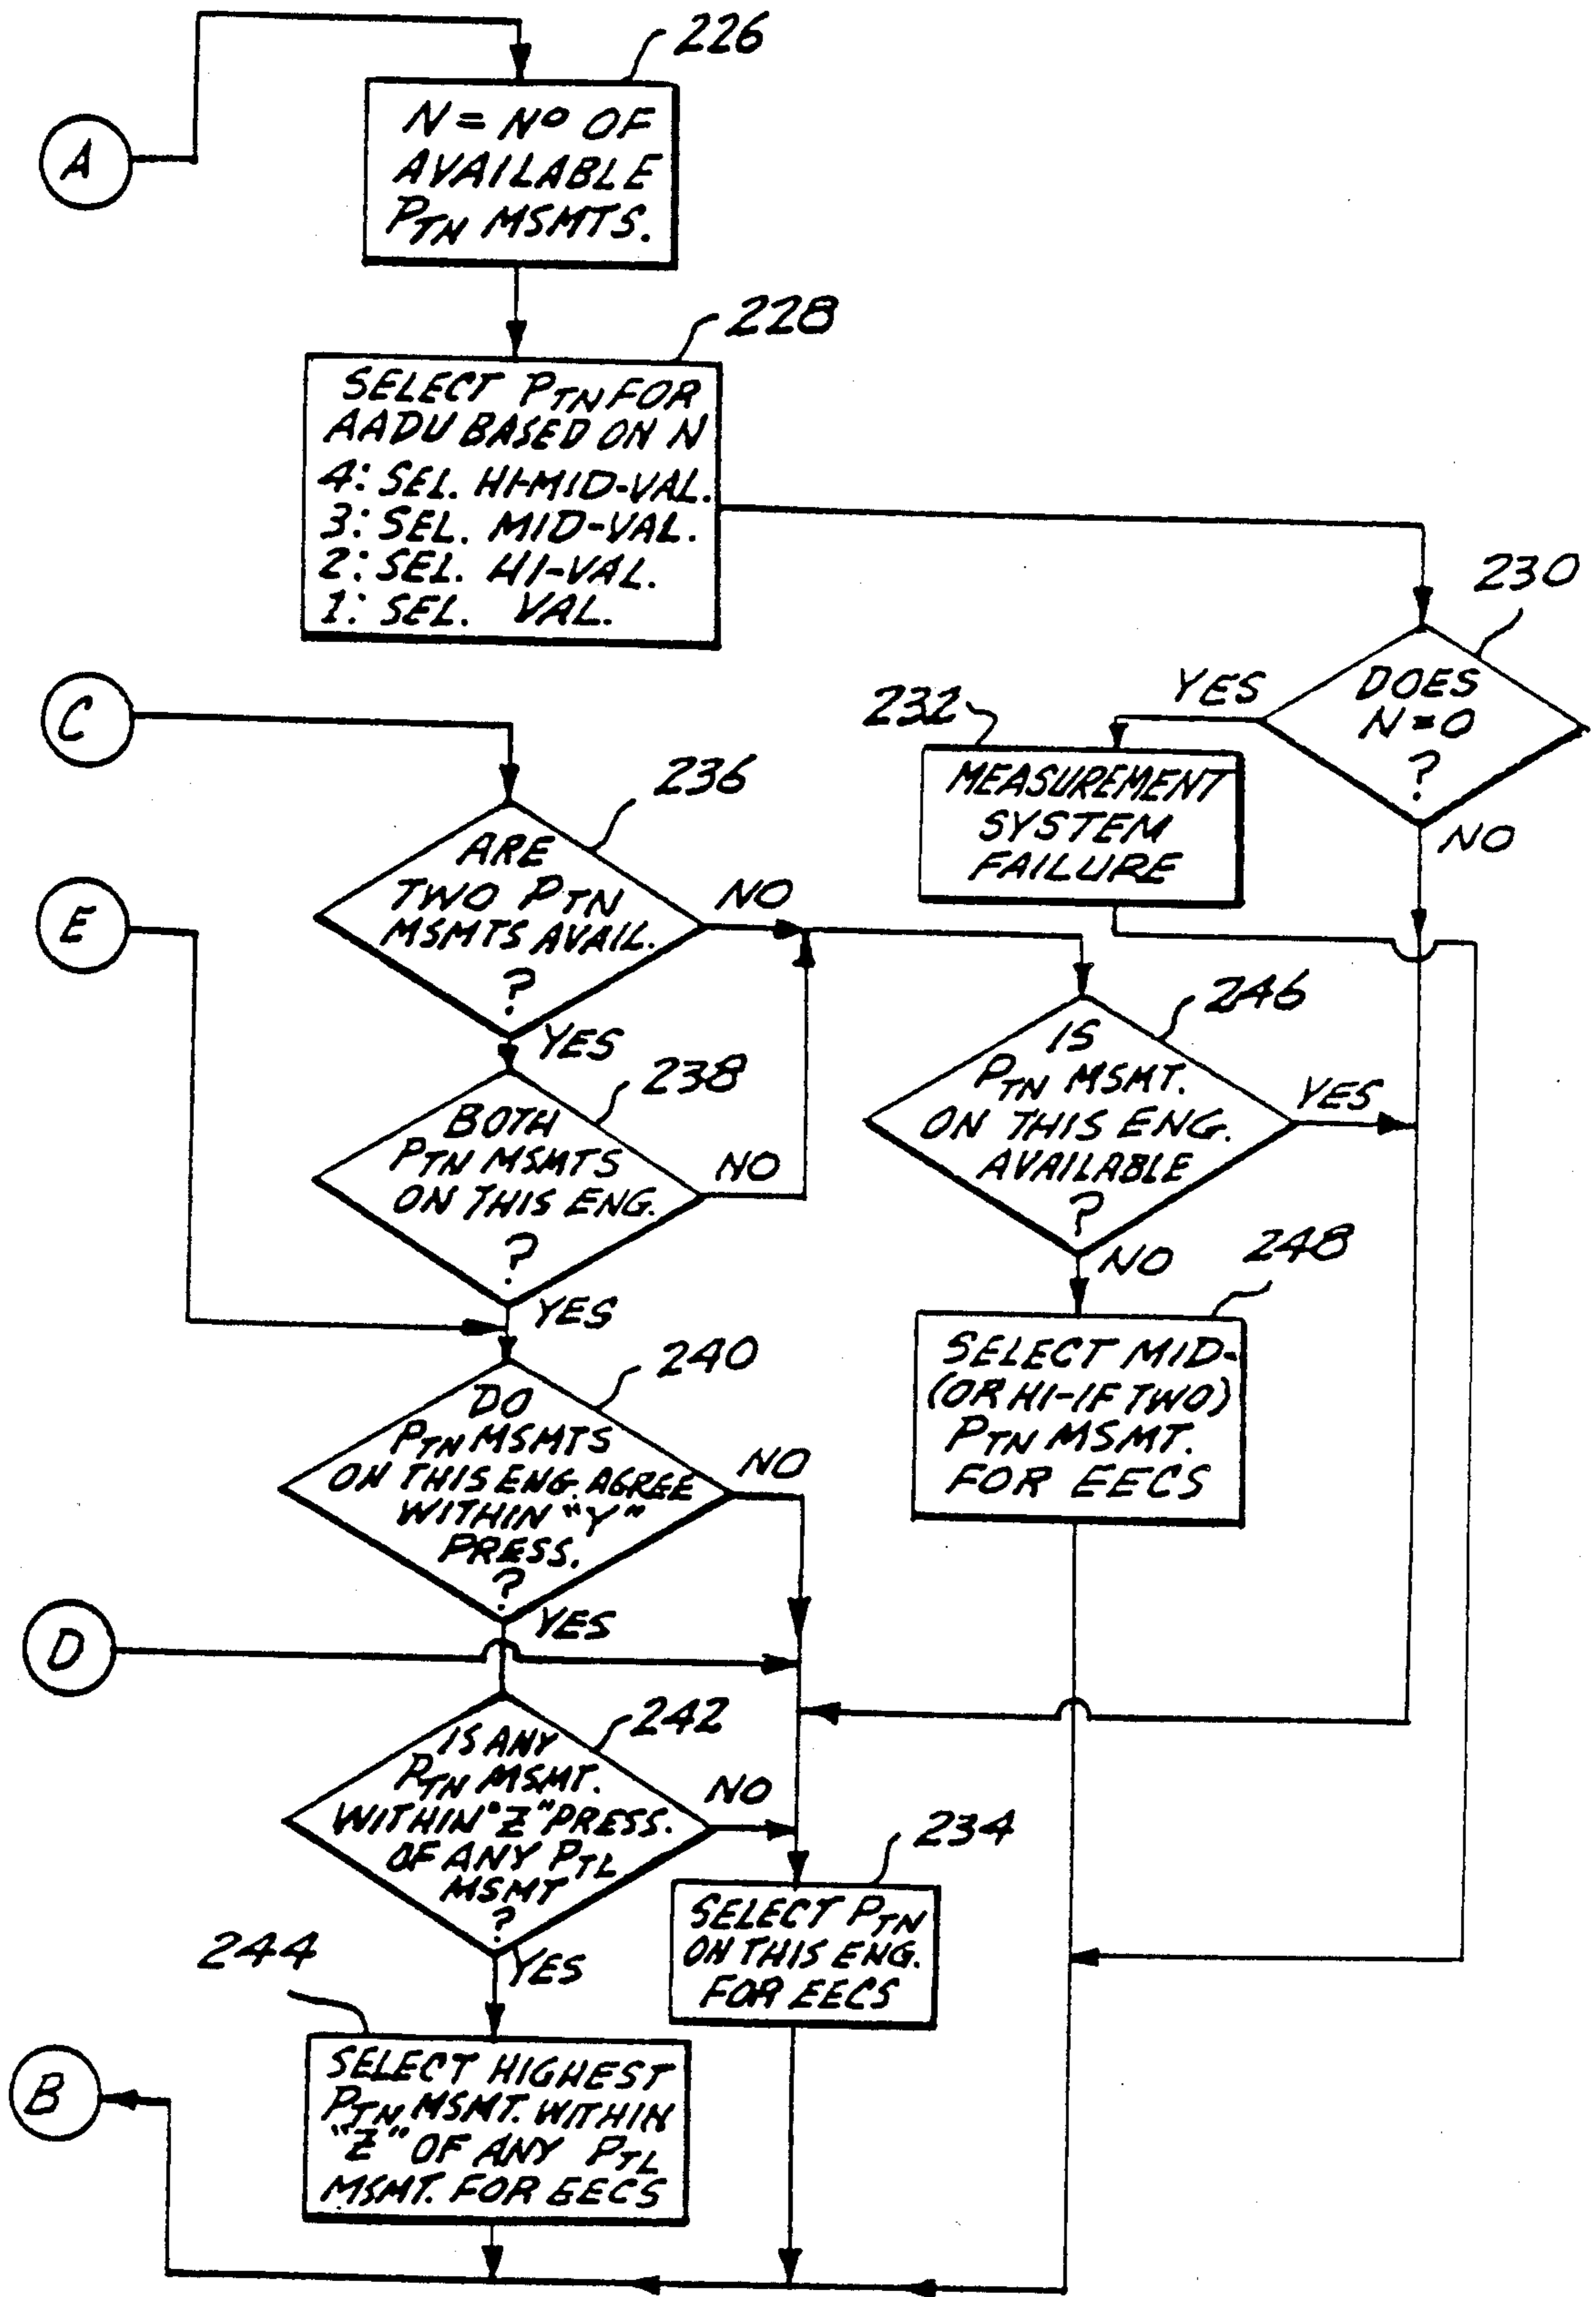 226
N = Nº OF
AVAILABLE
PTN MSMTS.
A
228
SELECT PTN FOR
AADU BASED ON N
4: SEL. HI-MID-VAL.
3: SEL. MID-VAL.
2: SEL. HI-VAL.
1: SEL. VAL.
230
DOES
N=0
?
YES
NO
232
MEASUREMENT
SYSTEM
FAILURE
C
236
ARE
TWO PTN
MSMTS AVAIL.
?
NO
YES
E
238
BOTH
PTN MSMTS
ON THIS ENG.
?
NO
YES
246
IS
PTN MSMT.
ON THIS ENG.
AVAILABLE
?
YES
NO
248
SELECT MID-
(OR HI-IF TWO)
PTN MSMT.
FOR EECS
240
DO
PTN MSMTS
ON THIS ENG. AGREE
WITHIN "Y"
PRESS.
?
NO
YES
D
242
IS ANY
PTN MSMT.
WITHIN "Z" PRESS.
OF ANY PTL
MSMT
?
NO
YES
234
SELECT PTN
ON THIS ENG.
FOR EECS
244
SELECT HIGHEST
PTN MSMT. WITHIN
"Z" OF ANY PTL
MSMT. FOR EECS
B